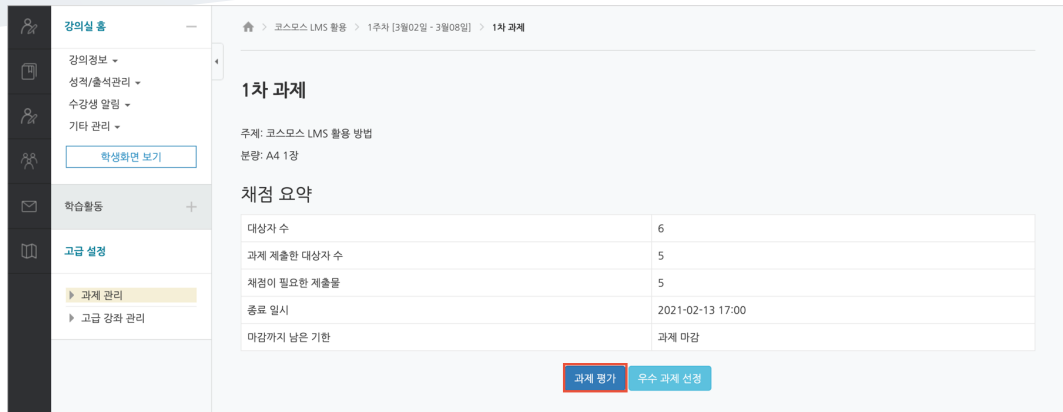 강의실 홈
강의정보
성적/출석관리
수강생 알림
기타 관리
학생화면 보기
학습활동
고급 설정
과제 관리
고급 강좌 관리
코스모스 LMS 활용 > 1주차 [3월02일 - 3월08일] > 1차 과제
1차 과제
주제: 코스모스 LMS 활용 방법
분량: A4 1장
채점 요약
대상자 수 6
과제 제출한 대상자 수 5
채점이 필요한 제출물 5
종료 일시 2021-02-13 17:00
마감까지 남은 기한 과제 마감
과제 평가 우수 과제 선정